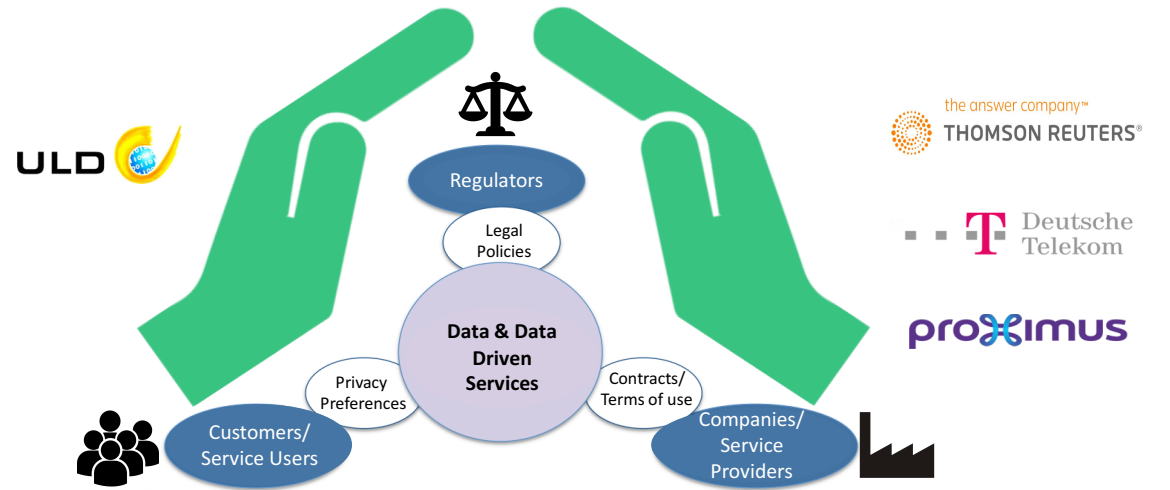 ULD
the answer company™
THOMSON REUTERS®
Deutsche
Telekom
T
proximus
Regulators
Legal
Policies
Data & Data
Driven
Services
Privacy
Preferences
Contracts/
Terms of use
Customers/
Service Users
Companies/
Service
Providers